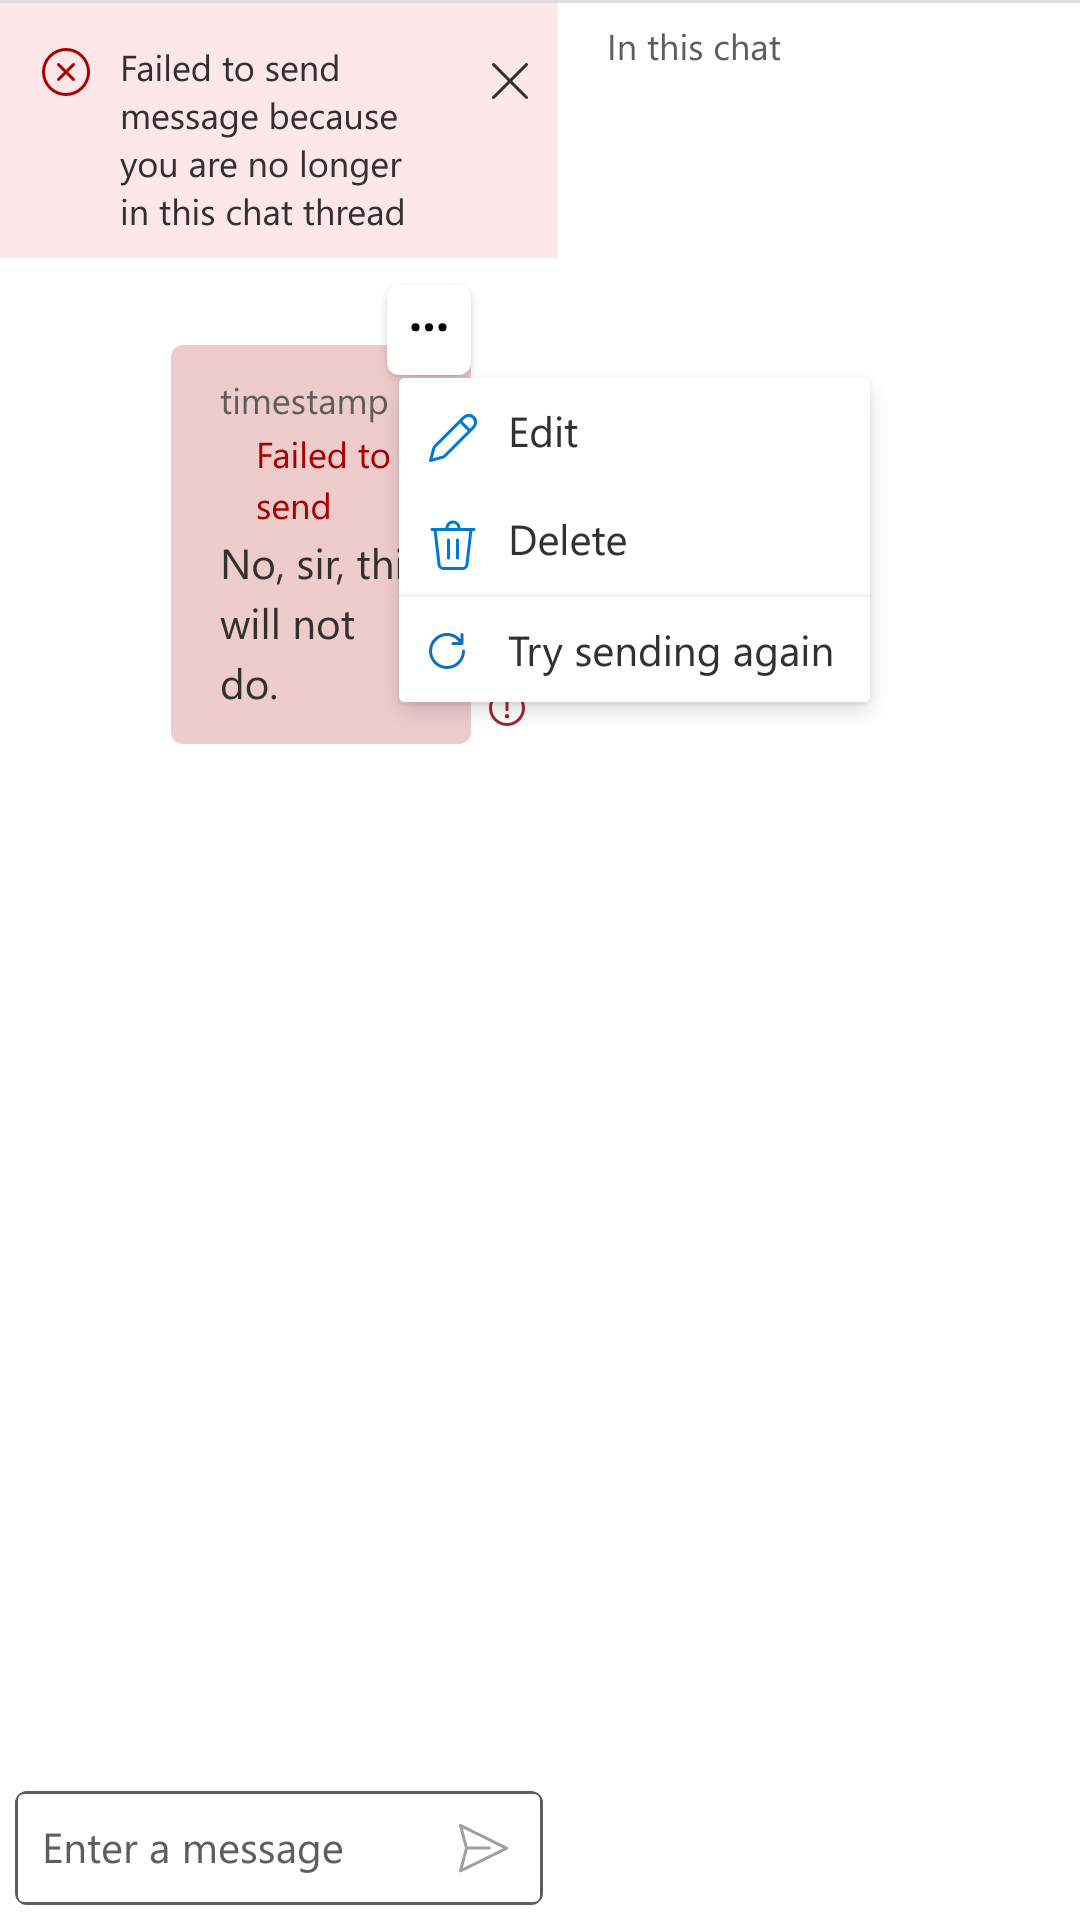 Failed to send
message because
you are no longer
in this chat thread
In this chat
timestamp
Failed to
send
No, sir, thi
will not
do.
Edit
Delete
Try sending again
Enter a message